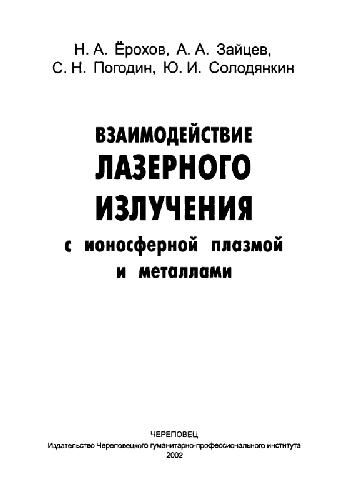 Н. А. Ёрохов, А. А. Зайцев,
С. Н. Погодин, Ю. И. Солодянкин
ВЗАИМОДЕЙСТВИЕ
ЛАЗЕРНОГО
ИЗЛУЧЕНИЯ
с ионосферной плазмой
и металлами
ЧЕРЕПОВЕЦ
Издательство Череповецкого гуманитарно-профессионального института
2002